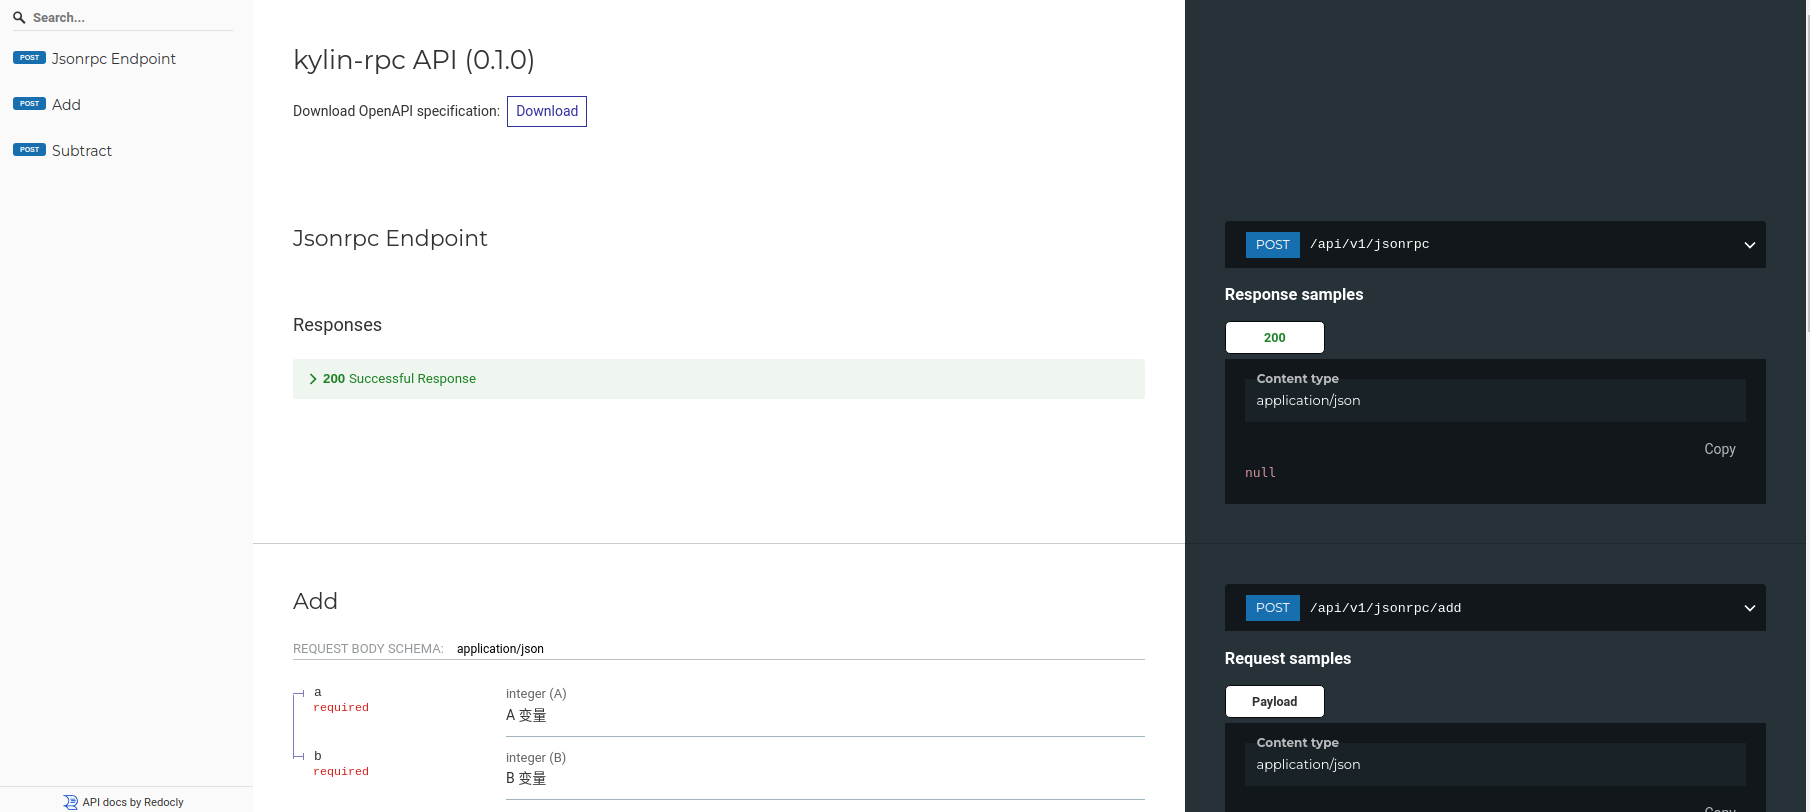 Search...
POST Jsonrpc Endpoint
POST Add
POST Subtract
API docs by Redocly
kylin-rpc API (0.1.0)
Download OpenAPI specification: Download
Jsonrpc Endpoint
Responses
200 Successful Response
POST /api/v1/jsonrpc
Response samples
200
Content type
application/json
Copy
null
Add
REQUEST BODY SCHEMA: application/json
a
required
integer (A)
A 变量
b
required
integer (B)
B 变量
POST /api/v1/jsonrpc/add
Request samples
Payload
Content type
application/json
Copy